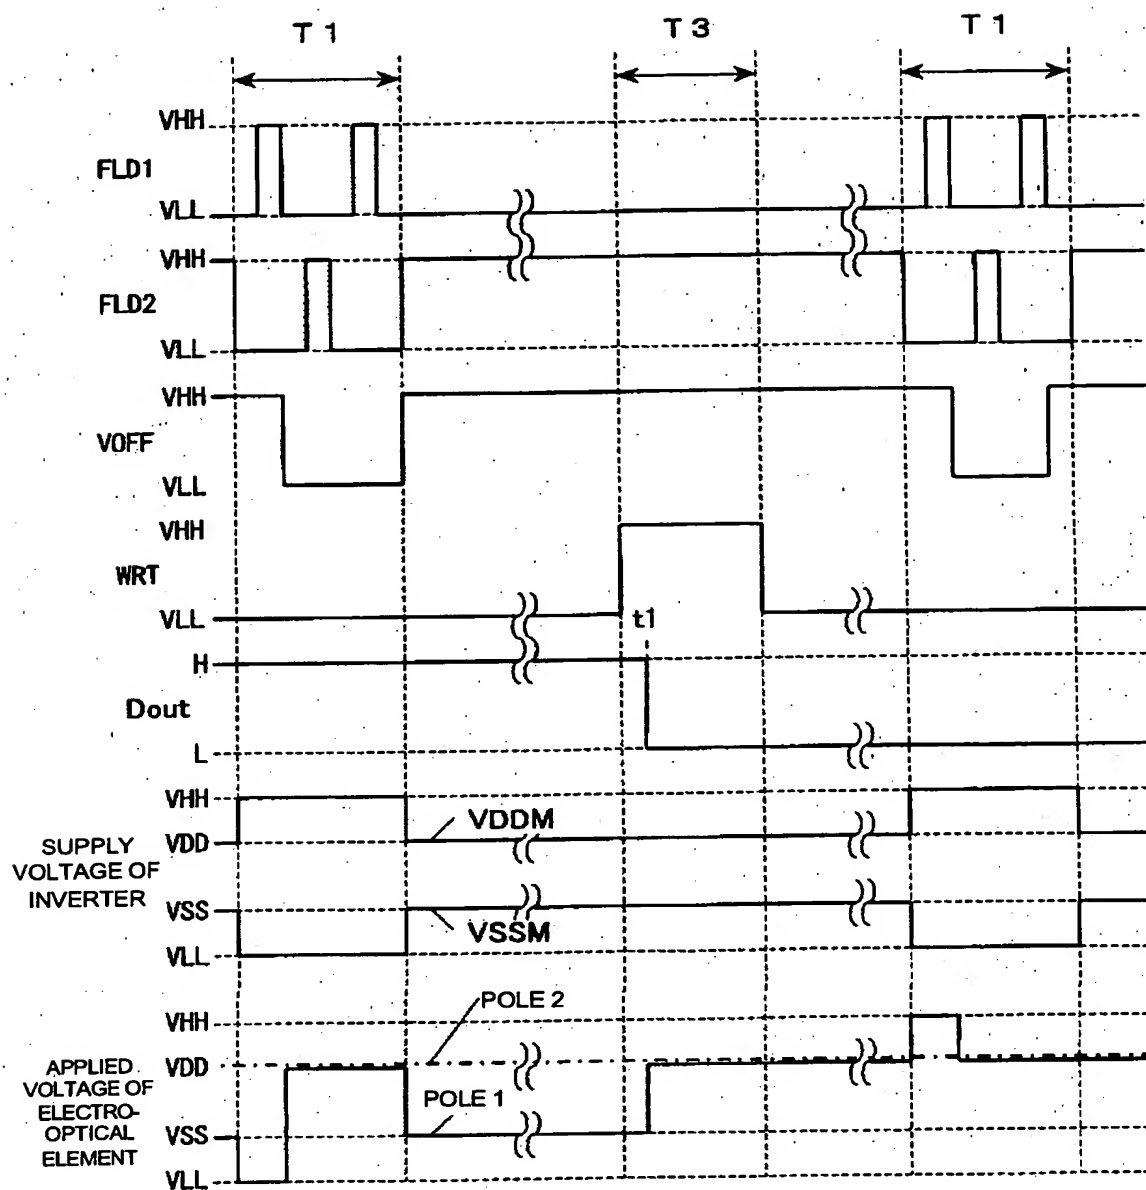 T 1
T 3
T 1
VHH
FLD1
VLL
VHH
FLD2
VLL
VHH
VOFF
VLL
VHH
WRT
VLL
t1
H
Dout
L
VHH
VDDM
VDD
SUPPLY
VOLTAGE OF
INVERTER
VSS
VSSM
VLL
POLE 2
VHH
APPLIED
VOLTAGE OF
ELECTRO-
OPTICAL
ELEMENT
VDD
POLE 1
VSS
VLL